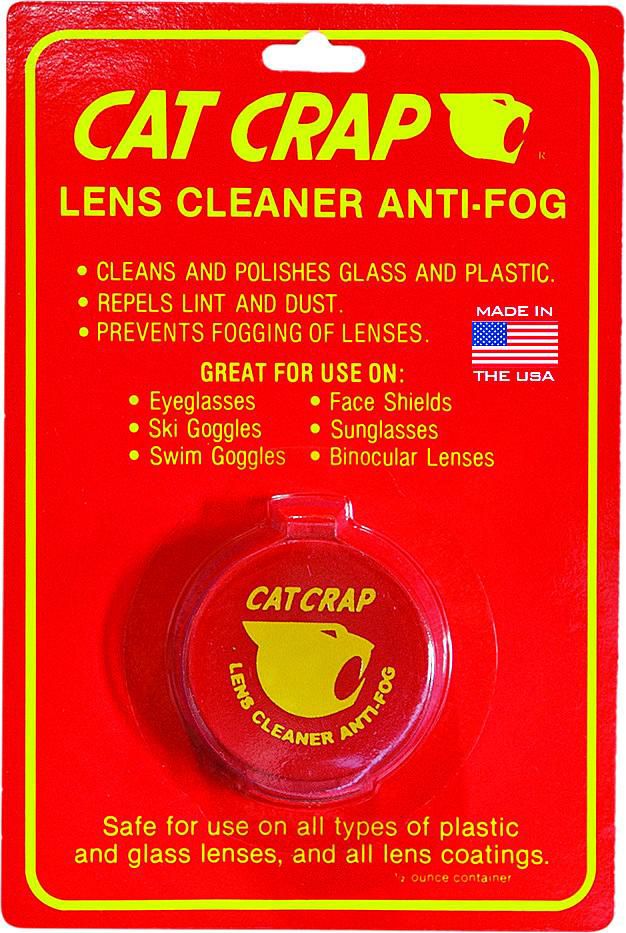 CAT CRAP
R
LENS CLEANER ANTI-FOG
• CLEANS AND POLISHES GLASS AND PLASTIC.
• REPELS LINT AND DUST.
• PREVENTS FOGGING OF LENSES.
MADE IN
THE USA
GREAT FOR USE ON:
• Eyeglasses • Face Shields
• Ski Goggles • Sunglasses
• Swim Goggles • Binocular Lenses
CAT CRAP
LENS CLEANER ANTI-FOG
Safe for use on all types of plastic
and glass lenses, and all lens coatings.
½ ounce container